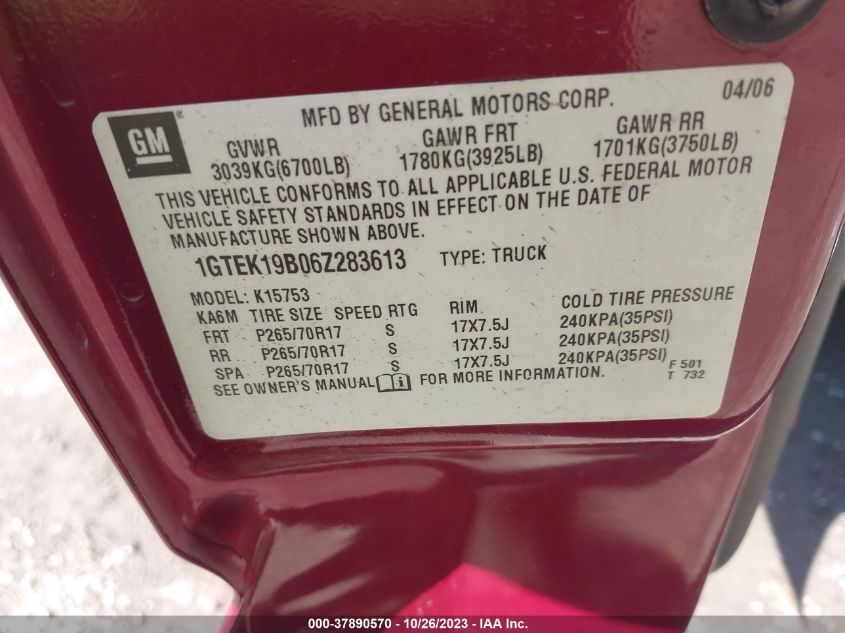 GM ®
MFD BY GENERAL MOTORS CORP. 04/06
GVWR GAWR FRT GAWR RR
3039KG(6700LB) 1780KG(3925LB) 1701KG(3750LB)
THIS VEHICLE CONFORMS TO ALL APPLICABLE U.S. FEDERAL MOTOR
VEHICLE SAFETY STANDARDS IN EFFECT ON THE DATE OF
MANUFACTURE SHOWN ABOVE.
1GTEK19B06Z283613 TYPE: TRUCK
MODEL: K15753
KA6M TIRE SIZE SPEED RTG RIM COLD TIRE PRESSURE
FRT P265/70R17 S 17X7.5J 240KPA(35PSI)
RR P265/70R17 S 17X7.5J 240KPA(35PSI)
SPA P265/70R17 S 17X7.5J 240KPA(35PSI)
SEE OWNER'S MANUAL FOR MORE INFORMATION.
F 501
T 732
000-37890570 - 10/26/2023 - IAA Inc.